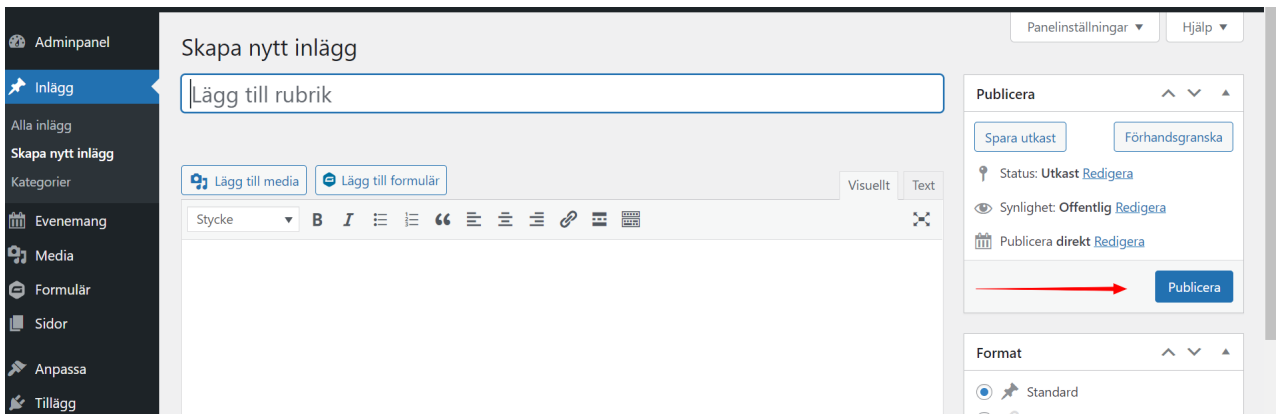 Panelinställningar ▼
Hjälp ▼
Adminpanel
Inlägg
Alla inlägg
Skapa nytt inlägg
Kategorier
Evenemang
Media
Formulär
Sidor
Anpassa
Tillägg
Skapa nytt inlägg
Lägg till rubrik
Lägg till media
Lägg till formulär
Visuellt
Text
Stycke ▼
B I
Publicera
Spara utkast
Förhandsgranska
Status: Utkast Redigera
Synlighet: Offentlig Redigera
Publicera direkt Redigera
Publicera
Format
Standard